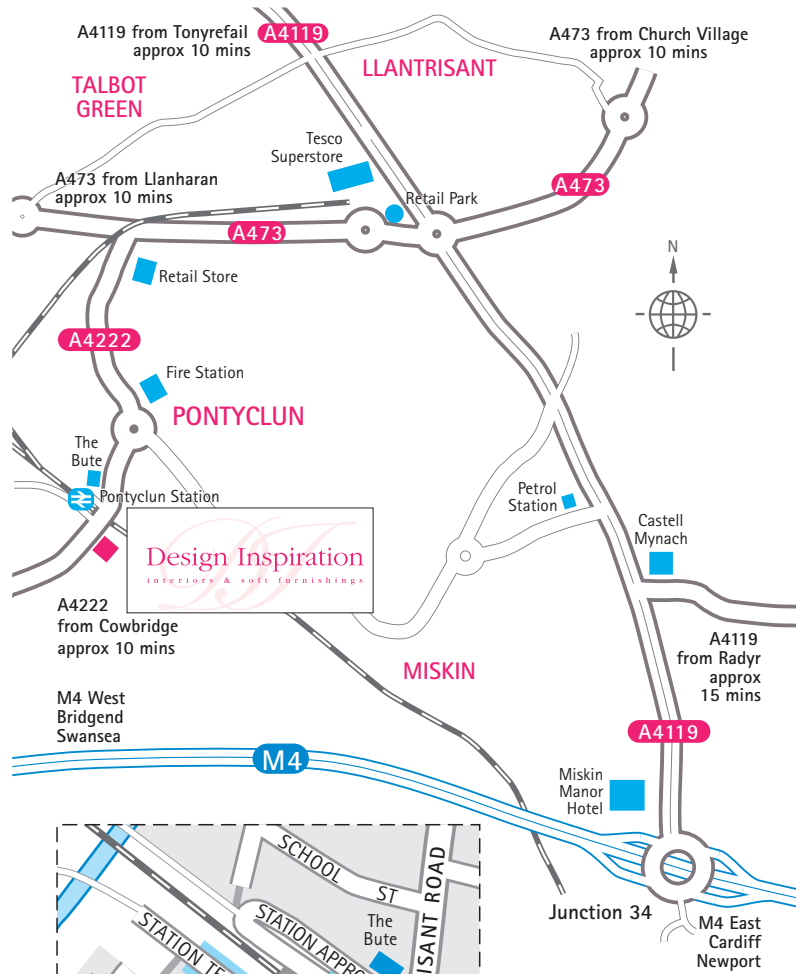 A4119 from Tonyrefail
approx 10 mins
A4119
A473 from Church Village
approx 10 mins
TALBOT
GREEN
LLANTRISANT
Tesco
Superstore
A473 from Llanharan
approx 10 mins
Retail Park
A473
A473
N
Retail Store
A4222
Fire Station
PONTYCLUN
The
Bute
Pontyclun Station
Petrol
Station
Castell
Mynach
DI
Design Inspiration
interiors & soft furnishings
A4222
from Cowbridge
approx 10 mins
A4119
from Radyr
approx
15 mins
MISKIN
M4 West
Bridgend
Swansea
A4119
M4
Miskin
Manor
Hotel
Junction 34
M4 East
Cardiff
Newport
SCHOOL ST
STATION APPRO
The
Bute
ISANT ROAD
STATION TE